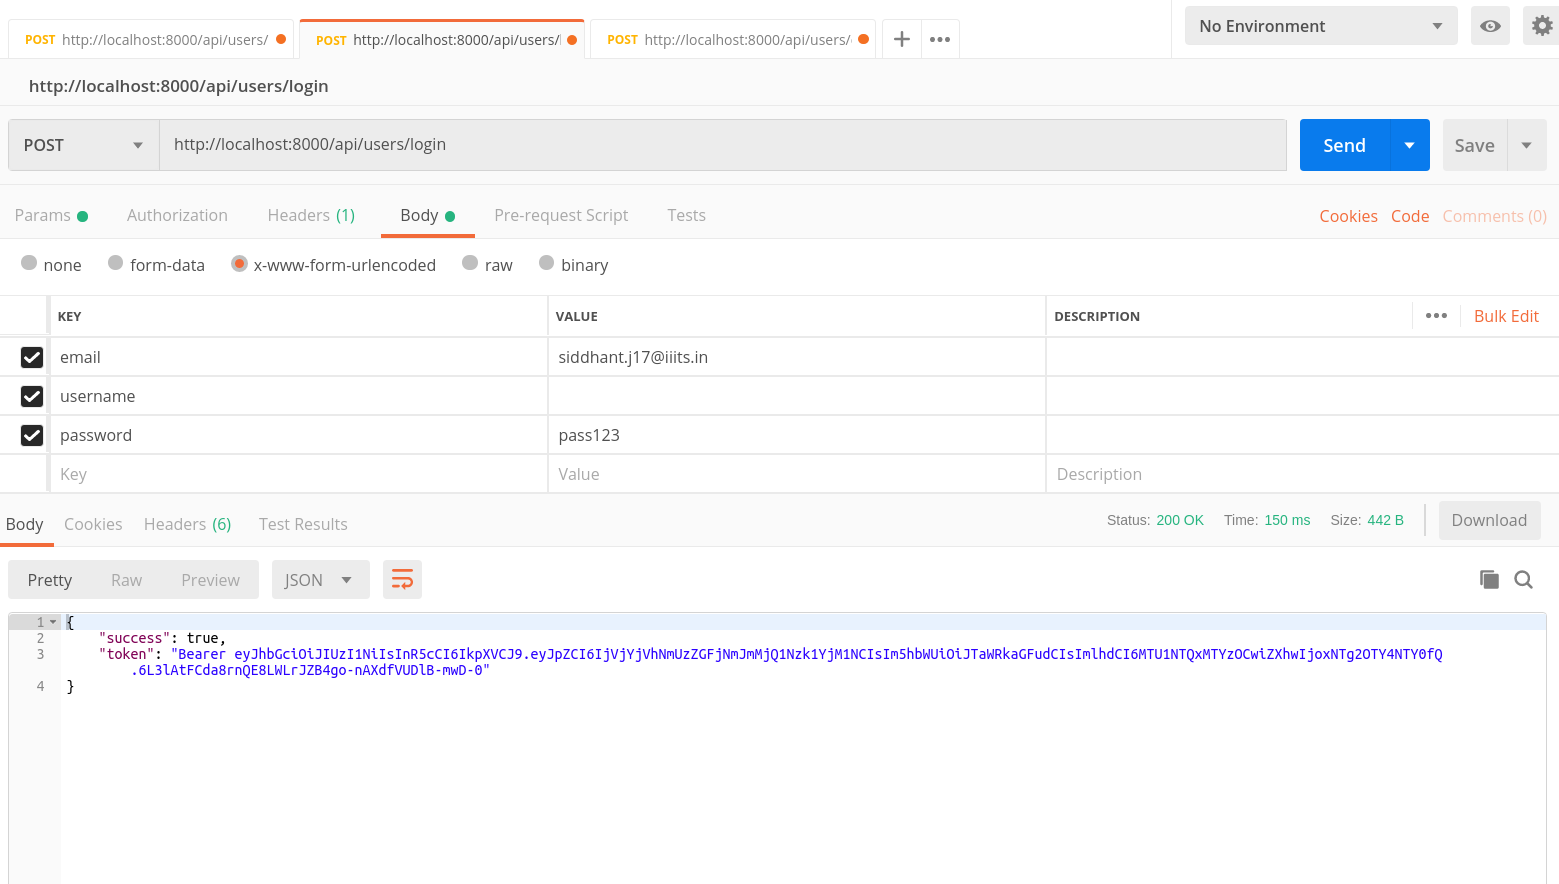 POST http://localhost:8000/api/users/ POST http://localhost:8000/api/users/ POST http://localhost:8000/api/users/ No Environment
http://localhost:8000/api/users/login
POST http://localhost:8000/api/users/login Send Save
Params Authorization Headers (1) Body Pre-request Script Tests Cookies Code Comments (0)
none form-data x-www-form-urlencoded raw binary
KEY VALUE DESCRIPTION Bulk Edit
email siddhant.j17@iiits.in
username
password pass123
Key Value Description
Body Cookies Headers (6) Test Results Status: 200 OK Time: 150 ms Size: 442 B Download
Pretty Raw Preview JSON
1 {
2 "success": true,
3 "token": "Bearer eyJhbGciOiJIUzI1NiIsInR5cCI6IkpXVCJ9.eyJpZCI6IjVjYjVhNmUzZGFjNmJmMjQ1Nzk1YjM1NCIsIm5hbWUiOiJTaWRkaGFudCIsImlhdCI6MTU1NTQxMTYzOCwiZXhwIjoxNTg2OTY4NTY0fQ
.6L3lAtFCda8rnQE8LWLrJZB4go-nAXdfVUDlB-mwD-0"
4 }